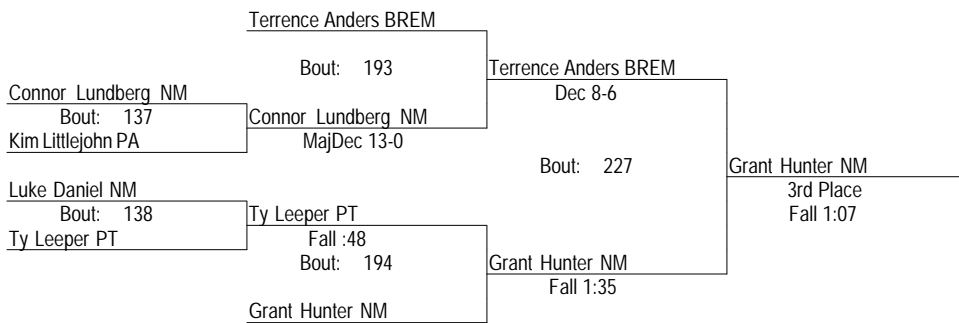 Terrence Anders BREM
Bout: 193
Terrence Anders BREM
Connor Lundberg NM
Dec 8-6
Bout: 137
Connor Lundberg NM
Kim Littlejohn PA
MajDec 13-0
Bout: 227
Grant Hunter NM
Luke Daniel NM
3rd Place
Bout: 138
Ty Leeper PT
Fall 1:07
Ty Leeper PT
Fall :48
Bout: 194
Grant Hunter NM
Fall 1:35
Grant Hunter NM